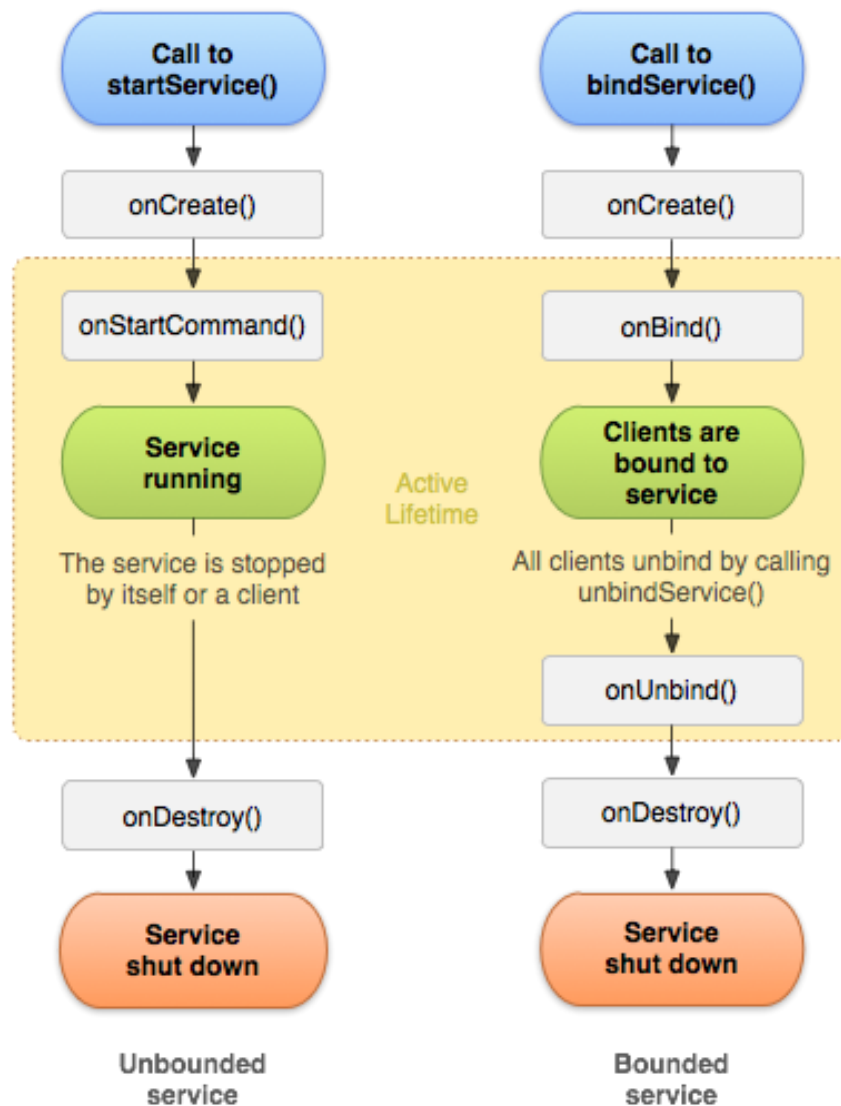 Call to
startService()
onCreate()
onStartCommand()
Service
running
The service is stopped
by itself or a client
onDestroy()
Service
shut down
Unbounded
service
Active
Lifetime
Call to
bindService()
onCreate()
onBind()
Clients are
bound to
service
All clients unbind by calling
unbindService()
onUnbind()
onDestroy()
Service
shut down
Bounded
service